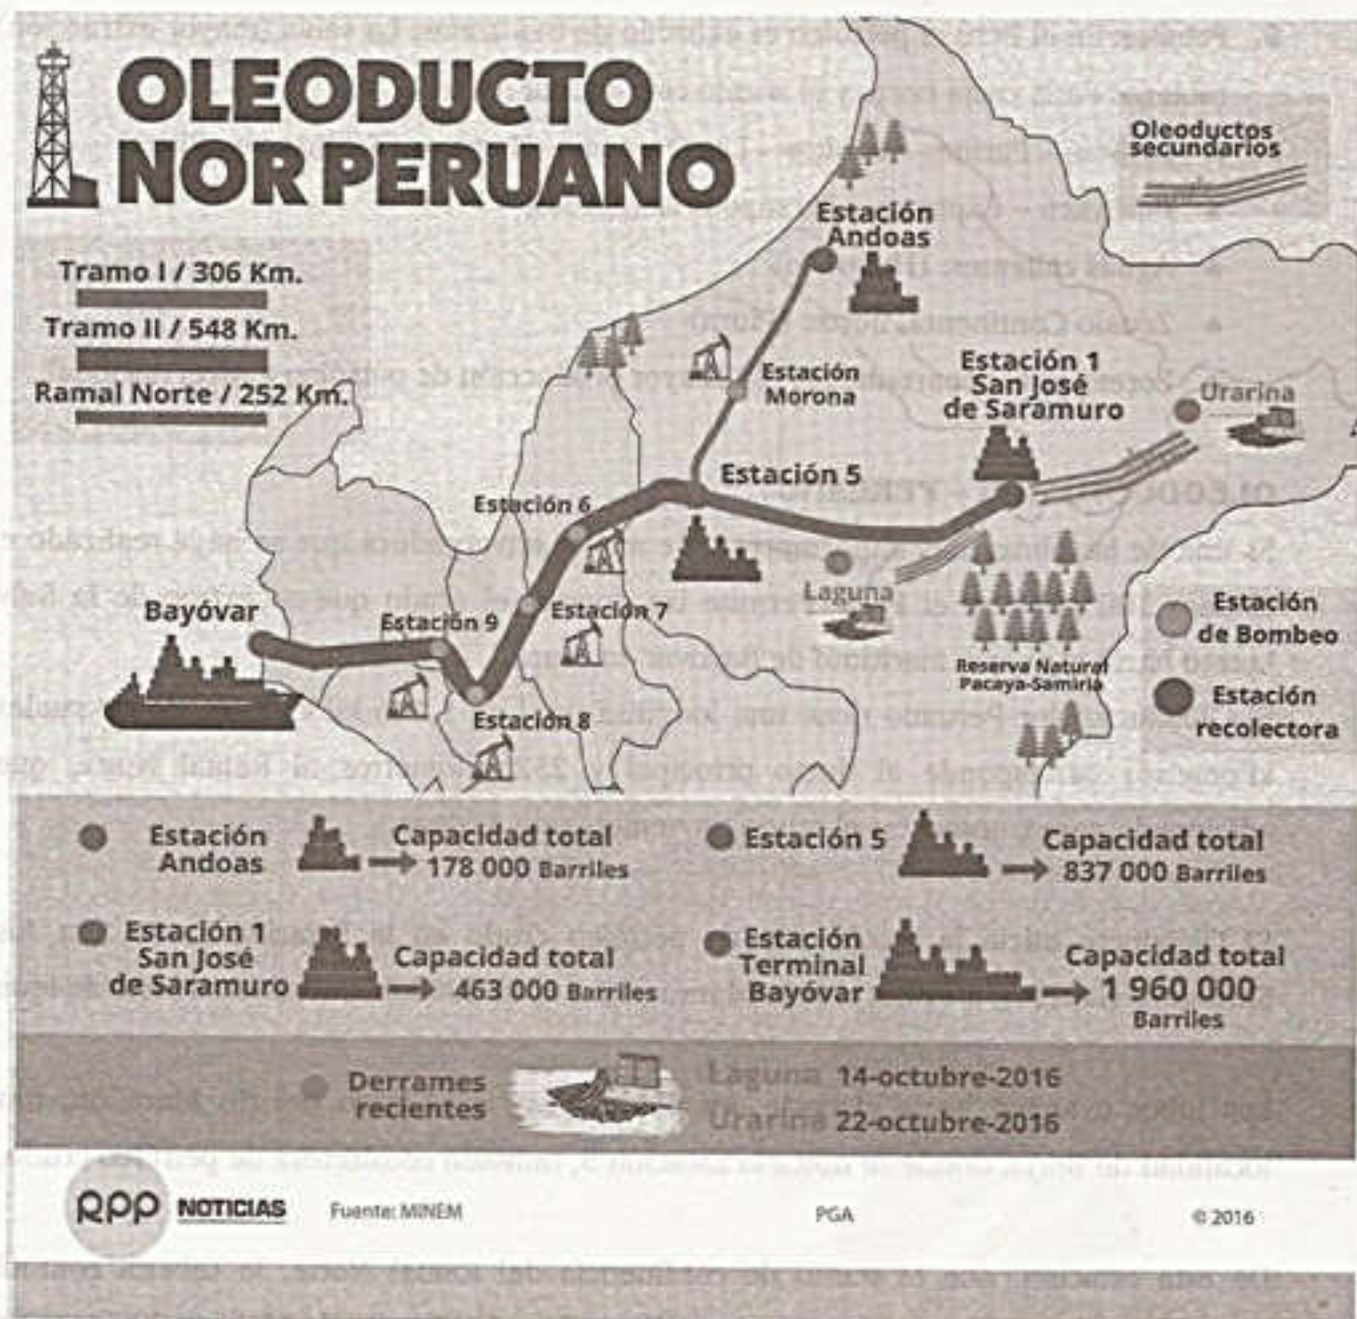 OLEODUCTO
NOR PERUANO
Tramo I / 306 Km.
Tramo II / 548 Km.
Ramal Norte / 252 Km.
Oleoductos
secundarios
Estación
Andoas
Estación
Morona
Estación 1
San José
de Saramuro
Urarina
Estación 5
Estación 6
Laguna
Estación 7
Bayóvar
Estación 9
Estación 8
Reserva Natural
Pacaya-Samiria
Estación
de Bombeo
Estación
recolectora
Estación
Andoas
Capacidad total
178 000 Barriles
Estación 5
Capacidad total
837 000 Barriles
Estación 1
San José
de Saramuro
Capacidad total
463 000 Barriles
Estación
Terminal
Bayóvar
Capacidad total
1 960 000
Barriles
Derrames
recientes
Laguna 14-octubre-2016
Urarina 22-octubre-2016
RPP NOTICIAS
Fuente: MINEM
PGA
© 2016